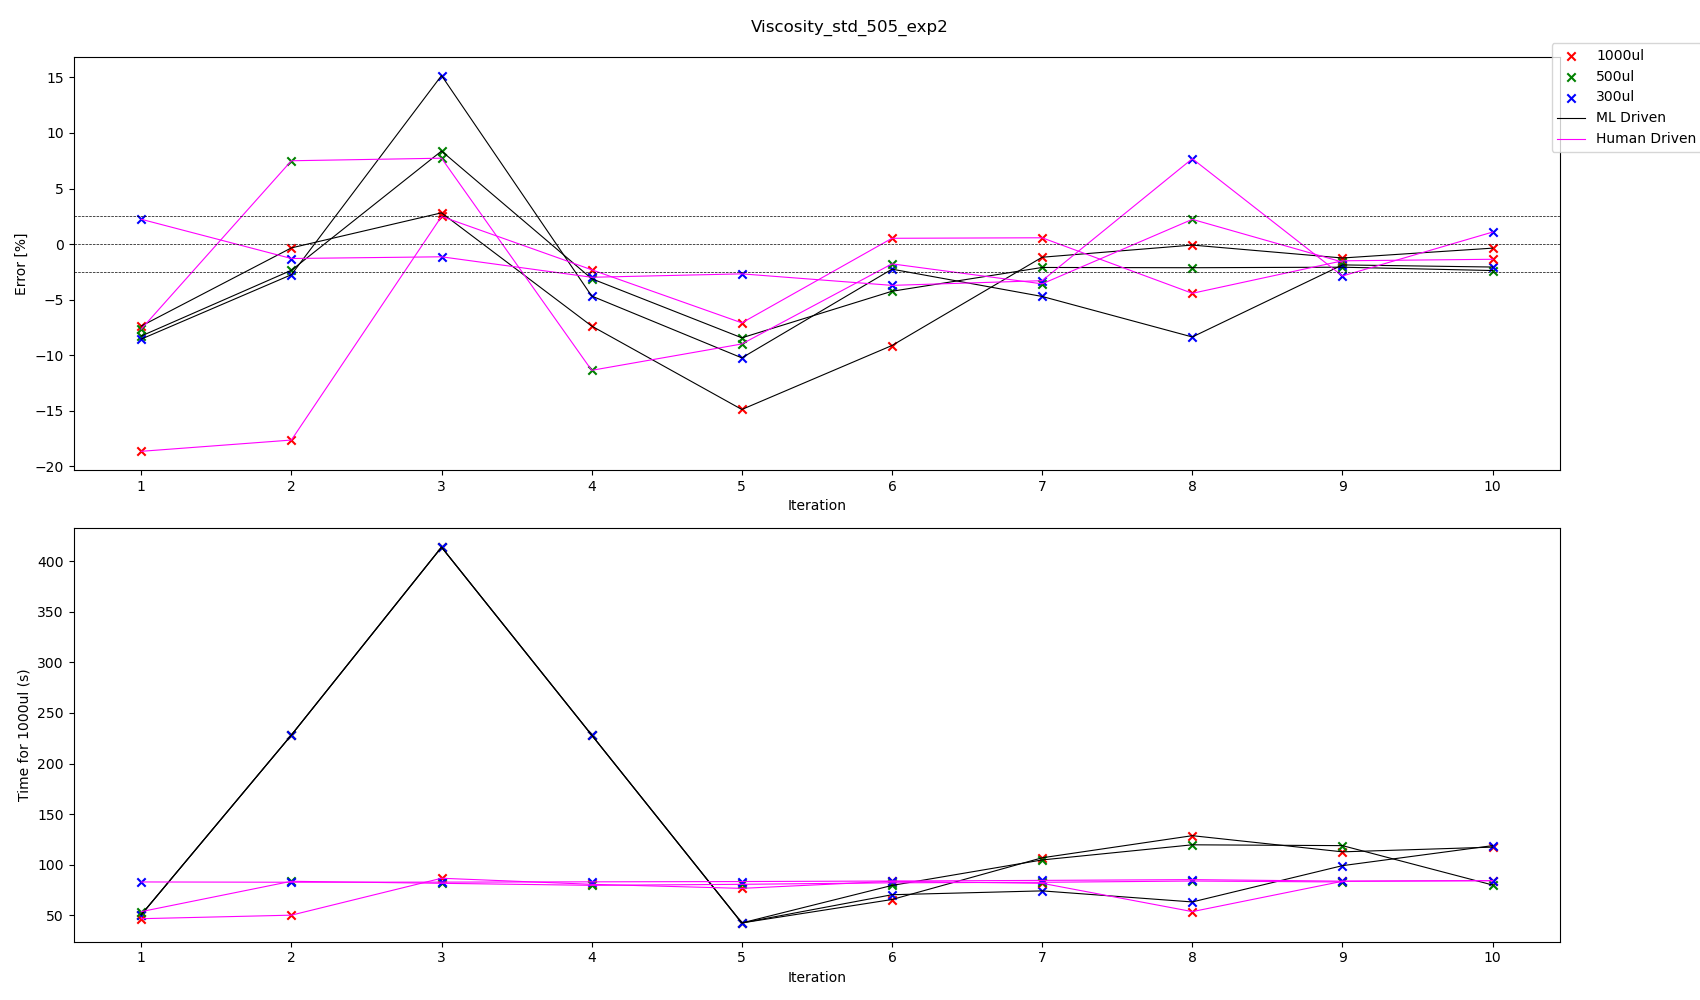 Viscosity_std_505_exp2
1000ul
500ul
300ul
ML Driven
Human Driven
Error [%]
15
10
5
0
−5
−10
−15
−20
1 2 3 4 5 6 7 8 9 10
Iteration
Time for 1000ul (s)
400
350
300
250
200
150
100
50
1 2 3 4 5 6 7 8 9 10
Iteration